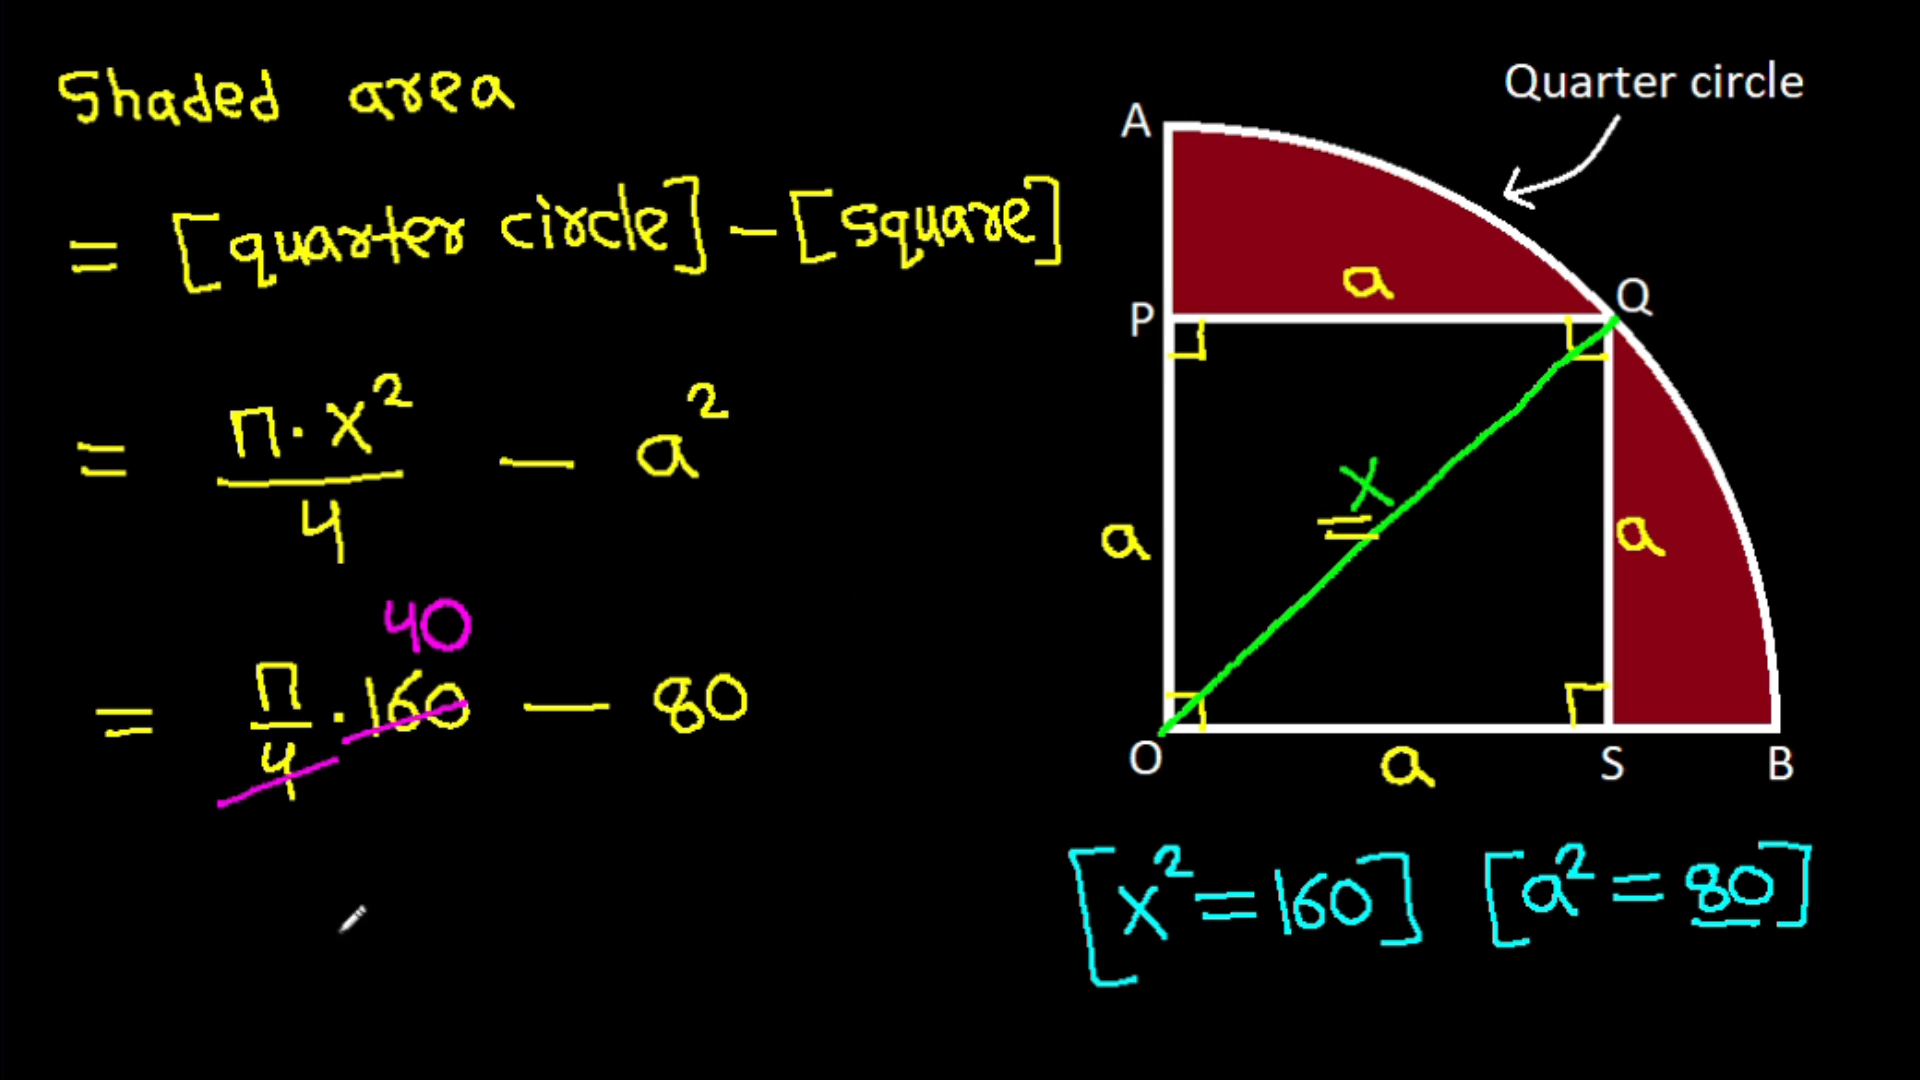 Shaded area
= [quarter circle] - [square]
= π·x² / 4 - a²
40
= π/4 · 160 - 80
Quarter circle
A
a
P
Q
x
=
a
a
O
a
S
B
[x² = 160] [a² = 80]